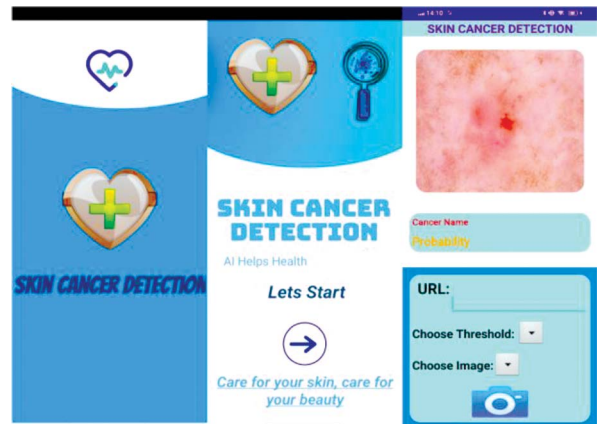 SKIN CANCER DETECTION
SKIN CANCER
DETECTION
AI Helps Health
Lets Start
Care for your skin, care for
your beauty
14:10
SKIN CANCER DETECTION
Cancer Name
Probability
URL:
Choose Threshold:
Choose Image: